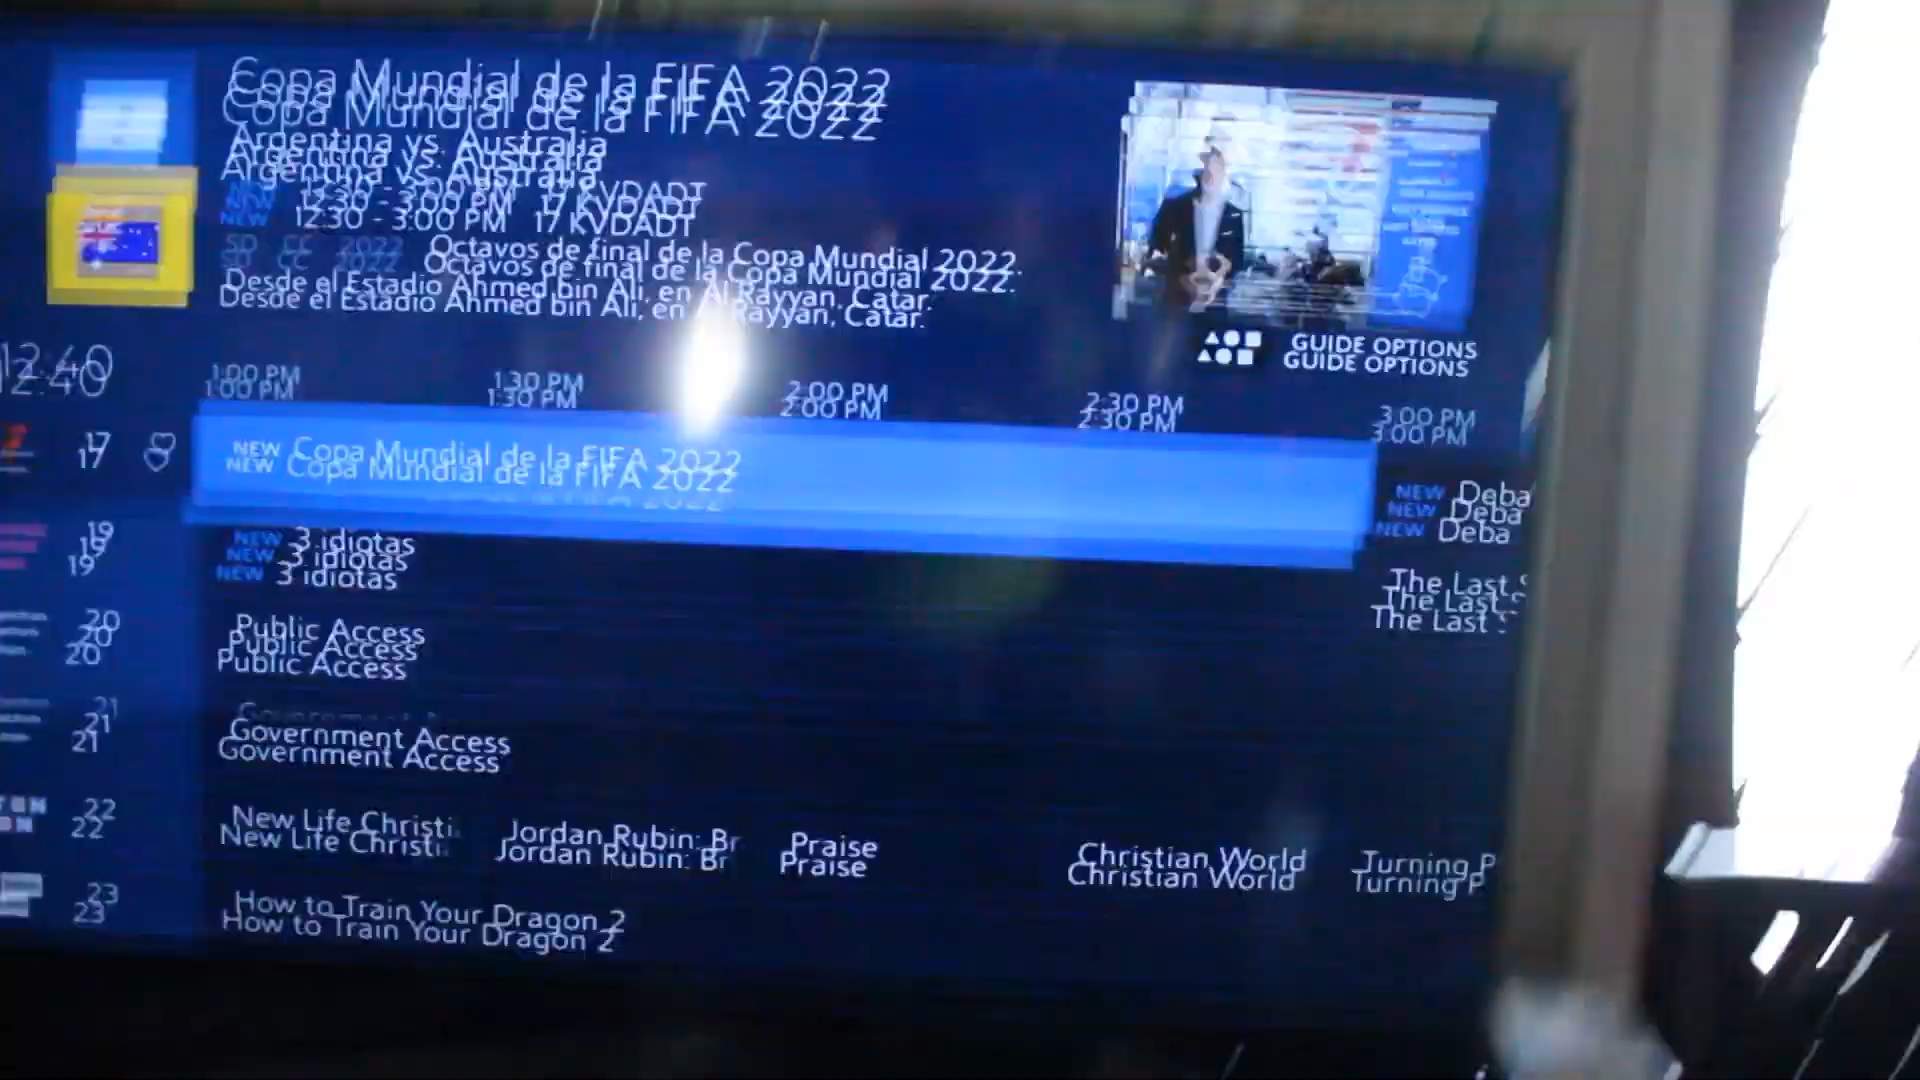 Copa Mundial de la FIFA 2022
Argentina vs. Australia
NEW 12:30 - 3:00 PM 17 KVDADT
SD CC 2022 Octavos de final de la Copa Mundial 2022.
Desde el Estadio Ahmed bin Ali, en Al Rayyan, Catar.
GUIDE OPTIONS
12:40 1:00 PM 1:30 PM 2:00 PM 2:30 PM 3:00 PM
17 NEW Copa Mundial de la FIFA 2022 NEW Deba
19 NEW 3 idiotas The Last
20 Public Access
21 Government Access
22 New Life Christi Jordan Rubin: Br Praise Christian World Turning P
23 How to Train Your Dragon 2